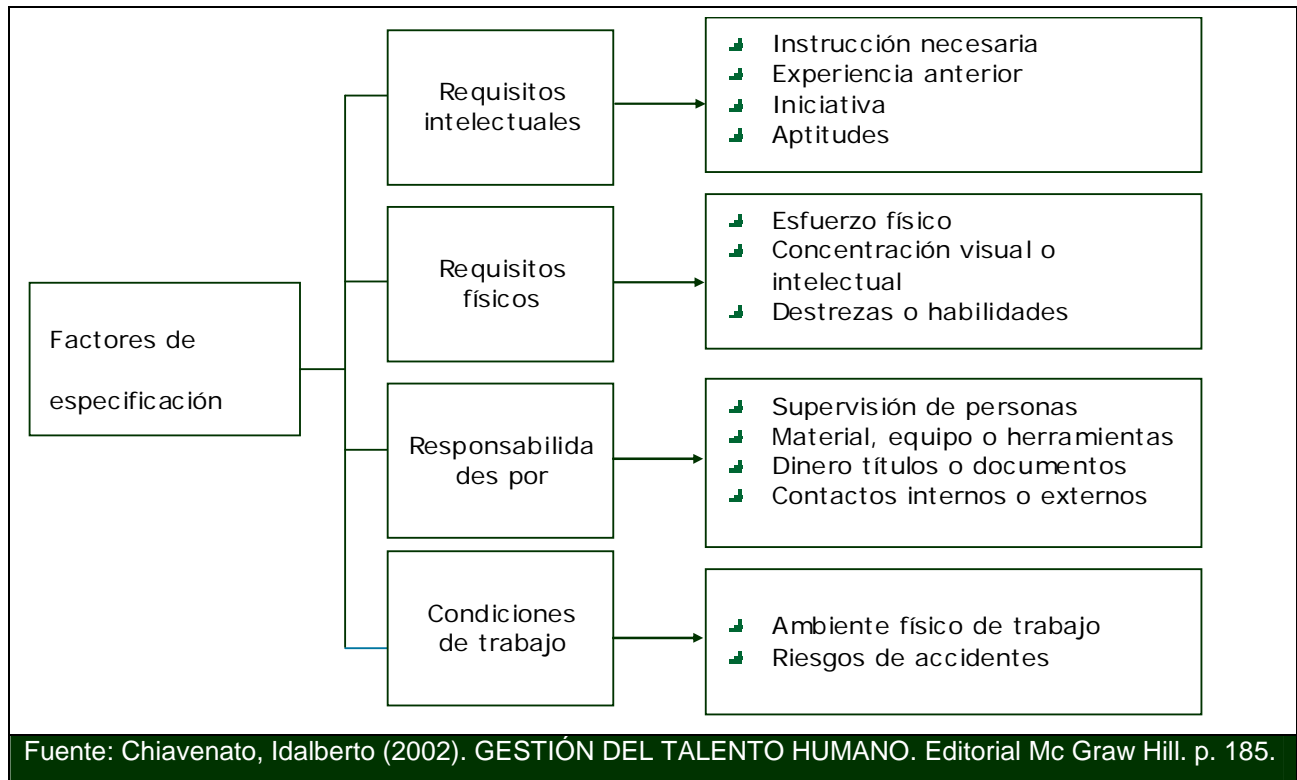 Factores de
especificación
Requisitos
intelectuales
Instrucción necesaria
Experiencia anterior
Iniciativa
Aptitudes
Requisitos
físicos
Esfuerzo físico
Concentración visual o
intelectual
Destrezas o habilidades
Responsabilida
des por
Supervisión de personas
Material, equipo o herramientas
Dinero títulos o documentos
Contactos internos o externos
Condiciones
de trabajo
Ambiente físico de trabajo
Riesgos de accidentes
Fuente: Chiavenato, Idalberto (2002). GESTIÓN DEL TALENTO HUMANO. Editorial Mc Graw Hill. p. 185.